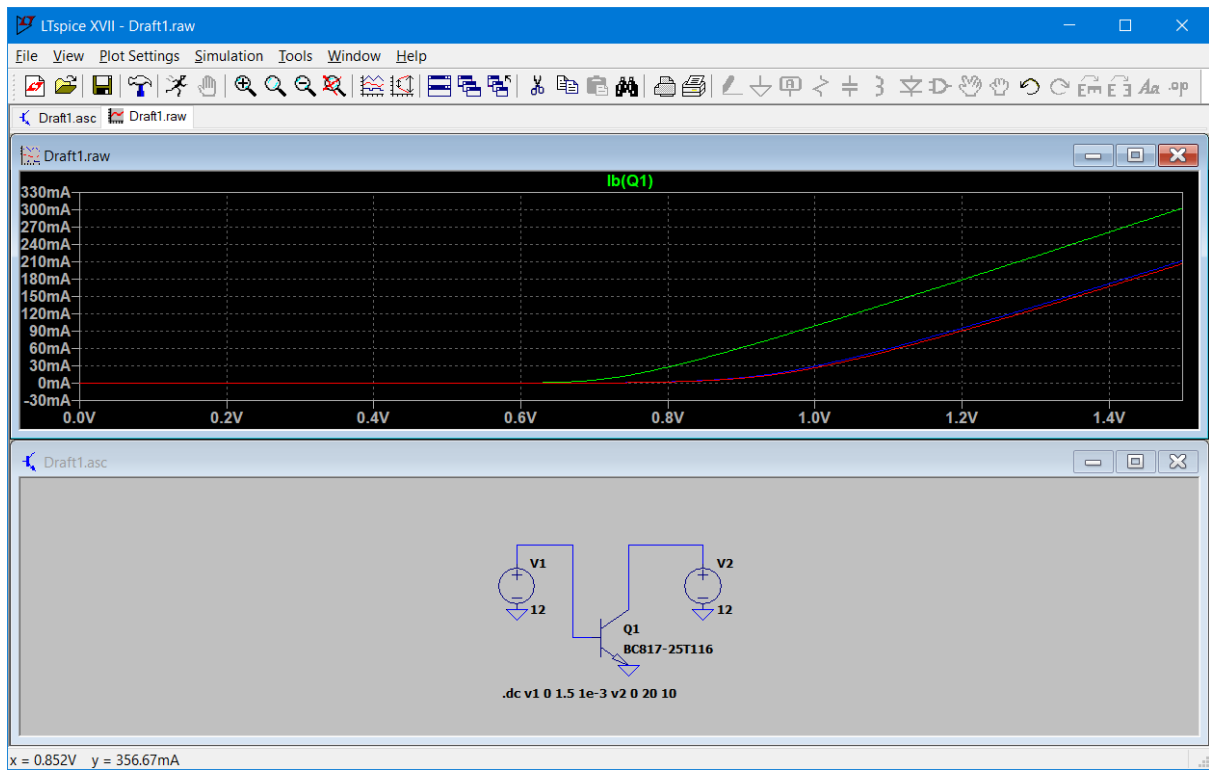 LTspice XVII - Draft1.raw
File View Plot Settings Simulation Tools Window Help
Draft1.asc Draft1.raw
Draft1.raw
Ib(Q1)
330mA
300mA
270mA
240mA
210mA
180mA
150mA
120mA
90mA
60mA
30mA
0mA
-30mA
0.0V 0.2V 0.4V 0.6V 0.8V 1.0V 1.2V 1.4V
Draft1.asc
V1
12
V2
12
Q1
BC817-25T116
.dc v1 0 1.5 1e-3 v2 0 20 10
x = 0.852V y = 356.67mA